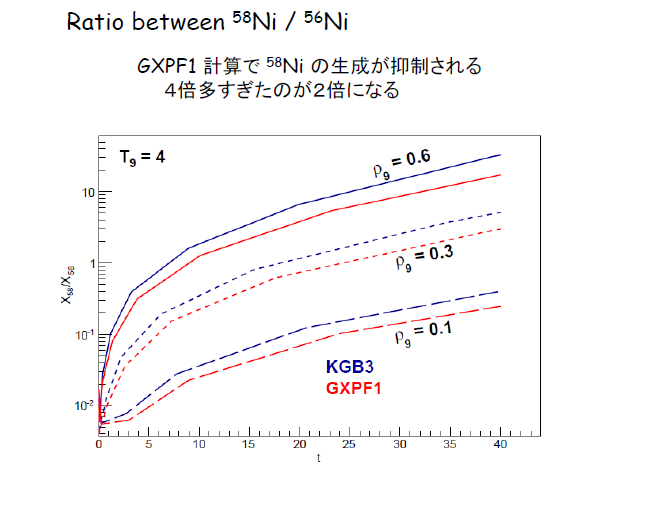 Ratio between ⁵⁸Ni / ⁵⁶Ni
GXPF1 計算で ⁵⁸Ni の生成が抑制される
４倍多すぎたのが２倍になる
T₉ = 4
ρ₉ = 0.6
10
ρ₉ = 0.3
1
X₅₈/X₅₆
ρ₉ = 0.1
10⁻¹
KGB3
GXPF1
10⁻²
0 5 10 15 20 25 30 35 40
t